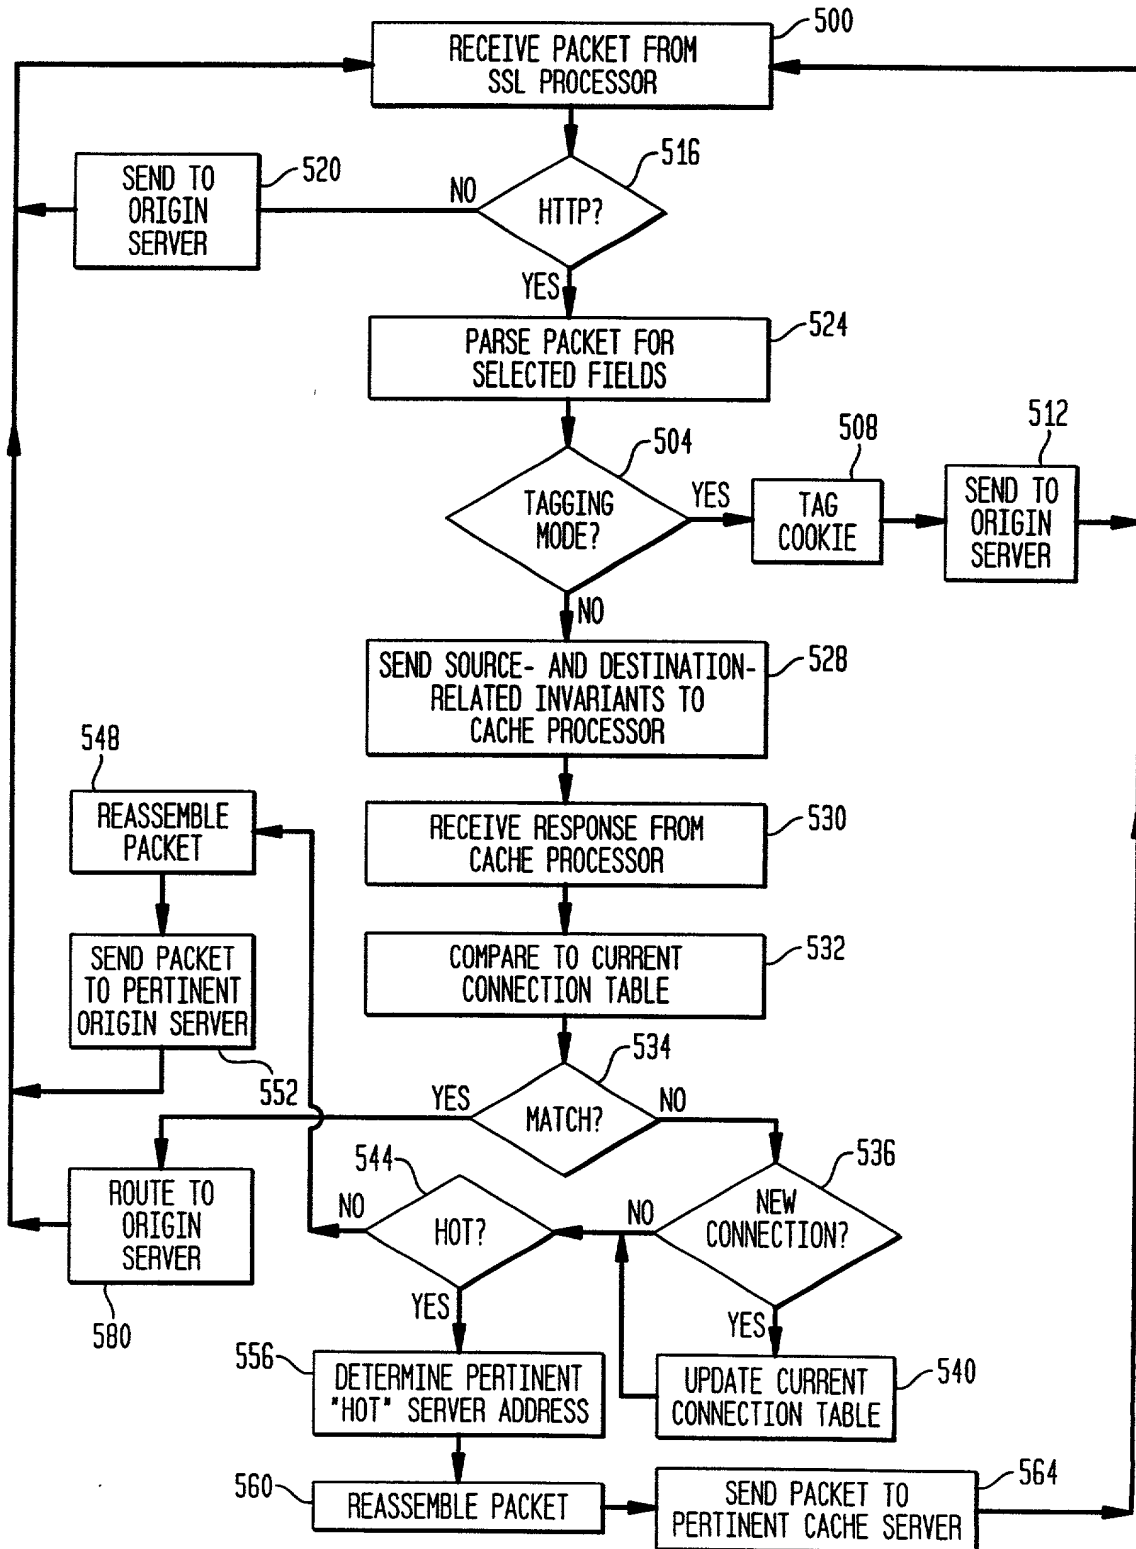 500
RECEIVE PACKET FROM
SSL PROCESSOR
516
HTTP?
NO
520
SEND TO
ORIGIN
SERVER
YES
524
PARSE PACKET FOR
SELECTED FIELDS
504
TAGGING
MODE?
YES
508
TAG
COOKIE
512
SEND TO
ORIGIN
SERVER
NO
528
SEND SOURCE- AND DESTINATION-
RELATED INVARIANTS TO
CACHE PROCESSOR
548
REASSEMBLE
PACKET
530
RECEIVE RESPONSE FROM
CACHE PROCESSOR
532
COMPARE TO CURRENT
CONNECTION TABLE
SEND PACKET
TO PERTINENT
ORIGIN SERVER
552
534
MATCH?
YES
NO
536
NEW
CONNECTION?
NO
544
HOT?
NO
ROUTE TO
ORIGIN
SERVER
580
YES
YES
556
DETERMINE PERTINENT
"HOT" SERVER ADDRESS
540
UPDATE CURRENT
CONNECTION TABLE
560
REASSEMBLE PACKET
564
SEND PACKET TO
PERTINENT CACHE SERVER